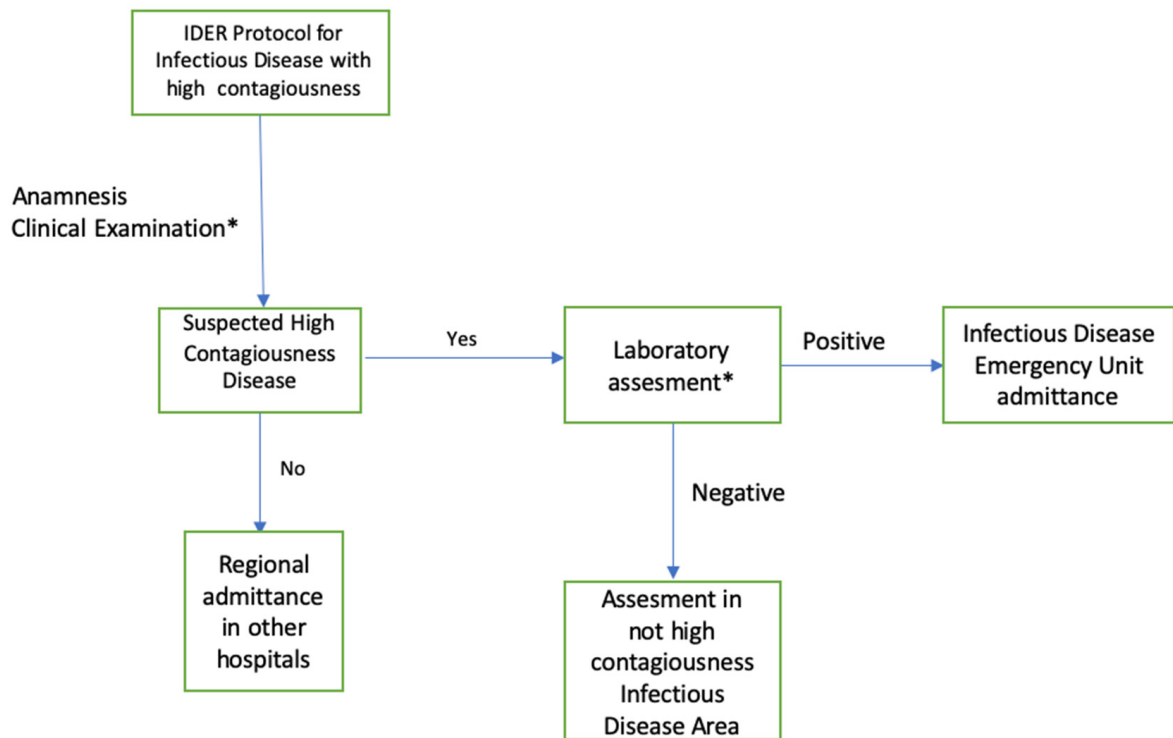 IDER Protocol for
Infectious Disease with
high contagiousness
Anamnesis
Clinical Examination*
Suspected High
Contagiousness
Disease
Yes
Laboratory
assesment*
Positive
Infectious Disease
Emergency Unit
admittance
No
Negative
Regional
admittance
in other
hospitals
Assesment in
not high
contagiousness
Infectious
Disease Area